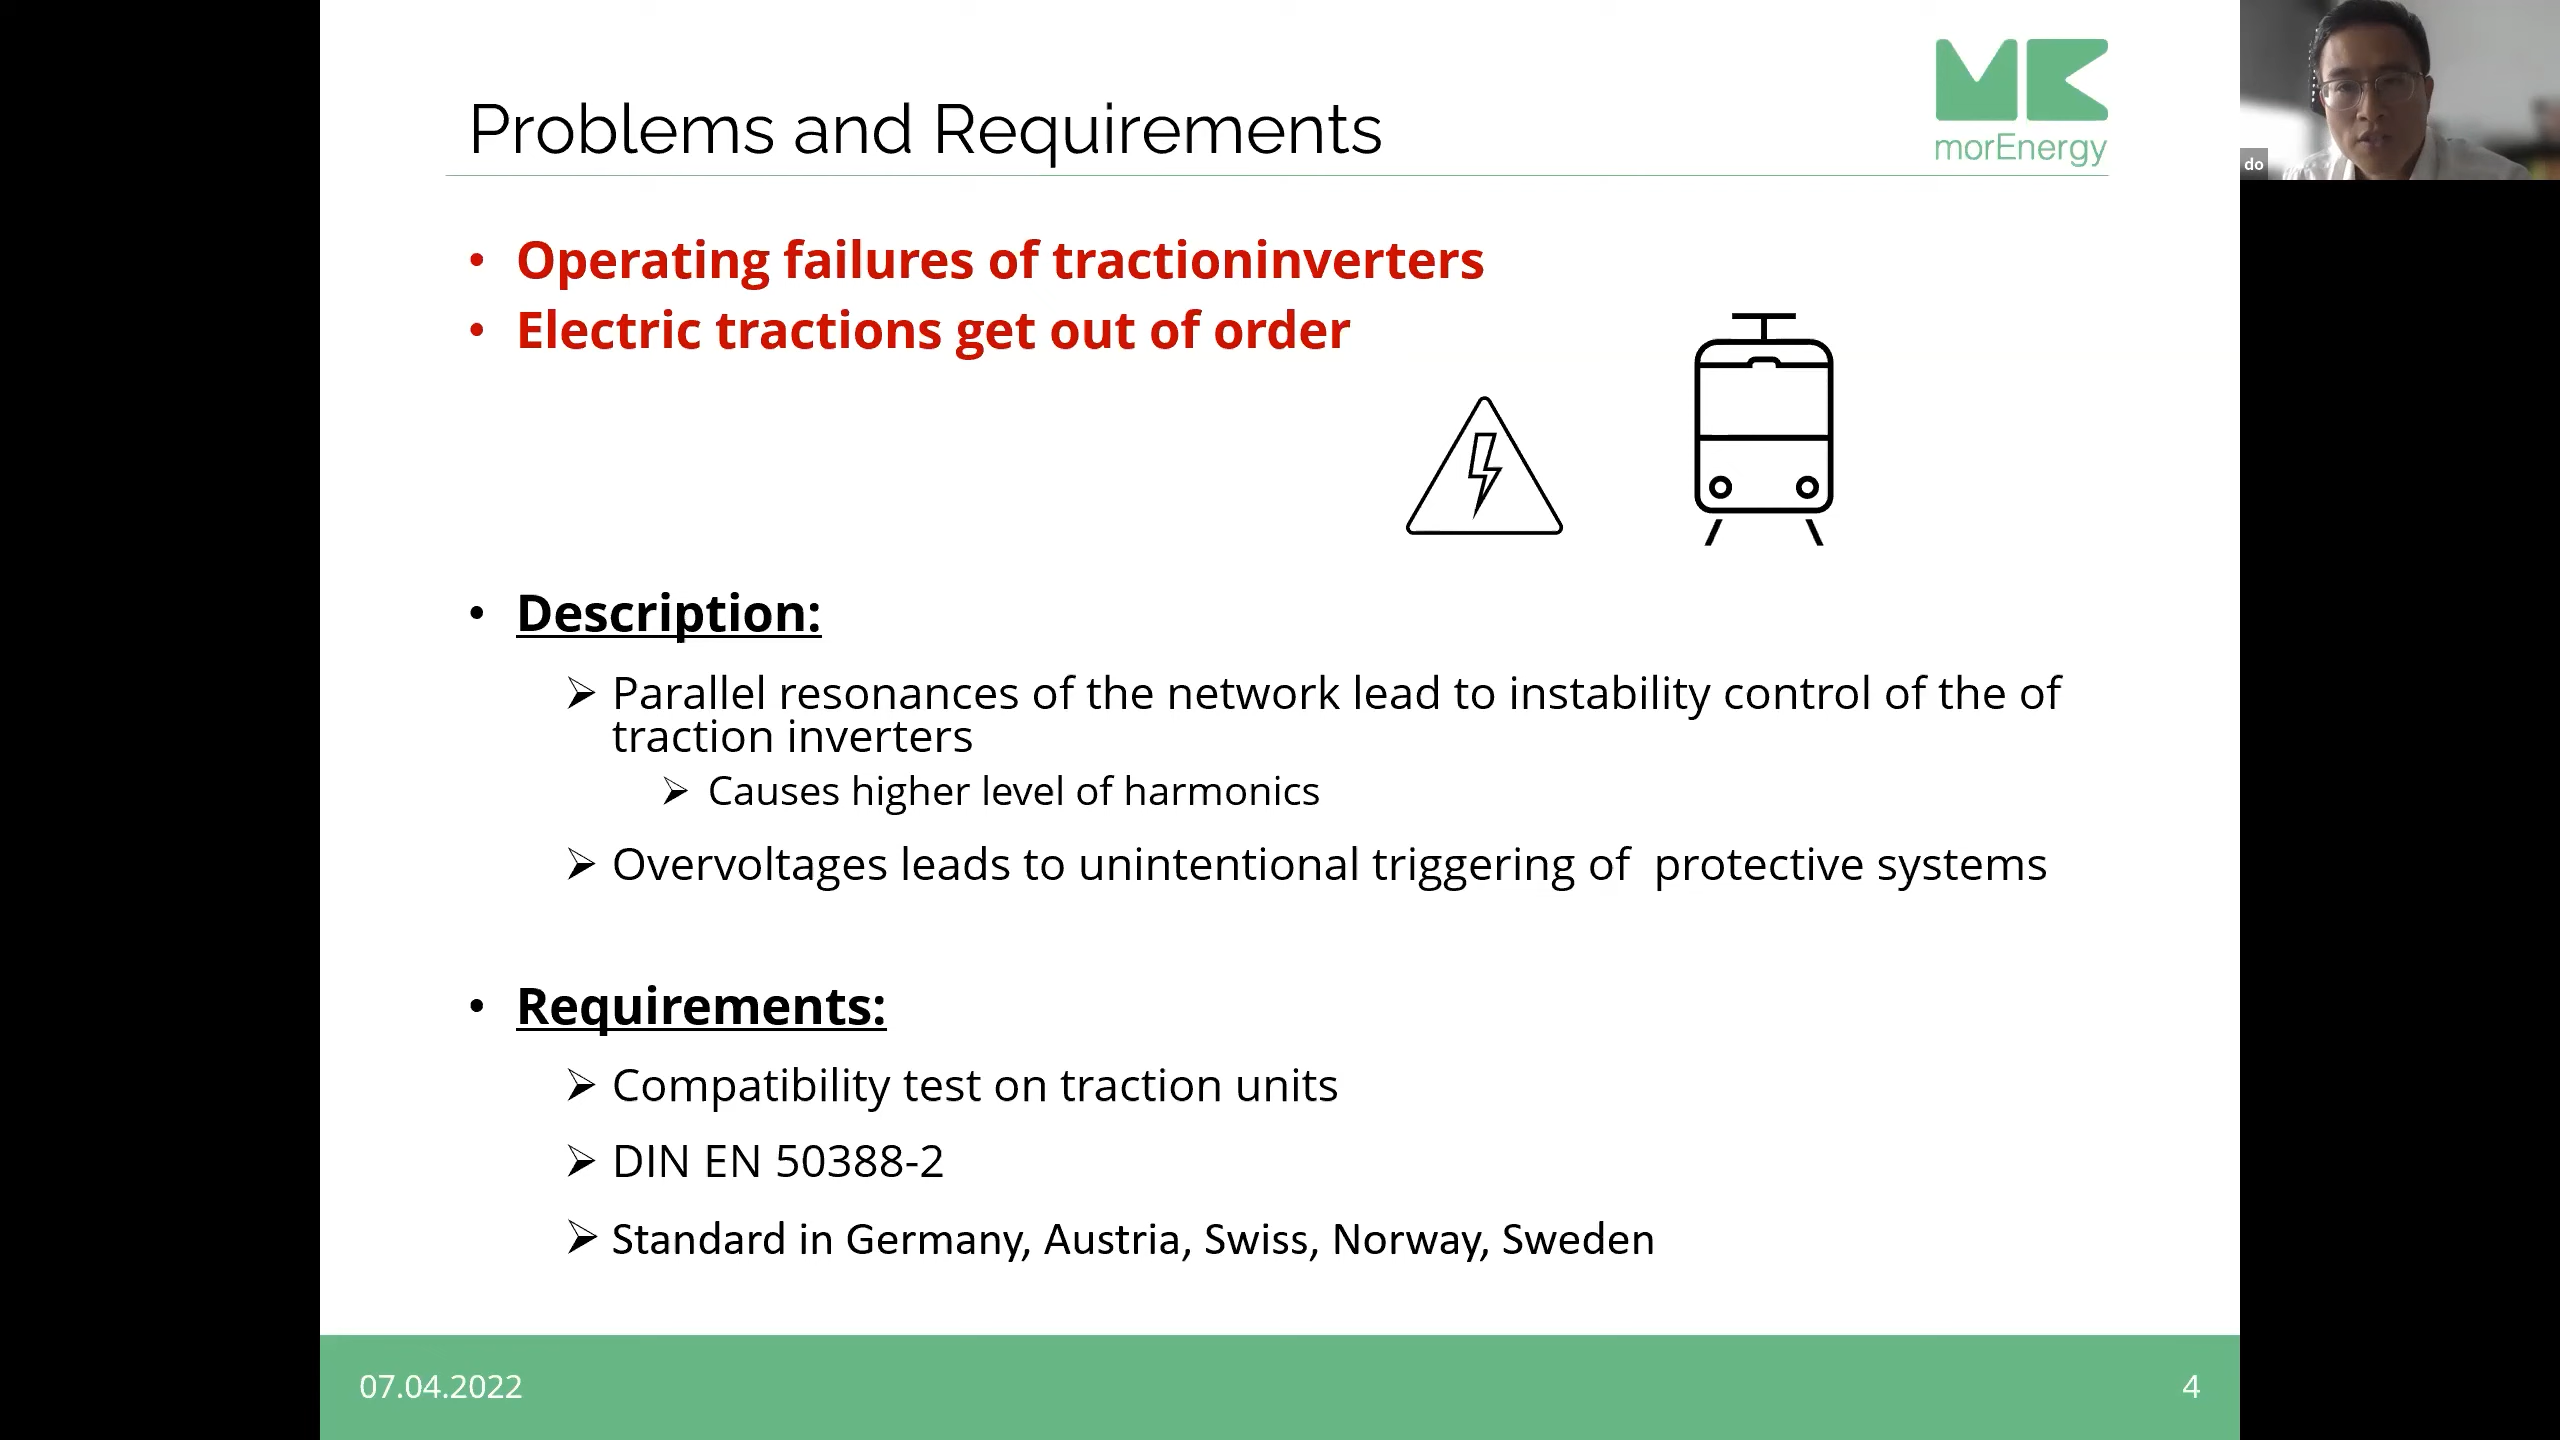 Problems and Requirements
morEnergy
do
• Operating failures of tractioninverters
• Electric tractions get out of order
• Description:
➢ Parallel resonances of the network lead to instability control of the of
traction inverters
➢ Causes higher level of harmonics
➢ Overvoltages leads to unintentional triggering of  protective systems
• Requirements:
➢ Compatibility test on traction units
➢ DIN EN 50388-2
➢ Standard in Germany, Austria, Swiss, Norway, Sweden
07.04.2022
4